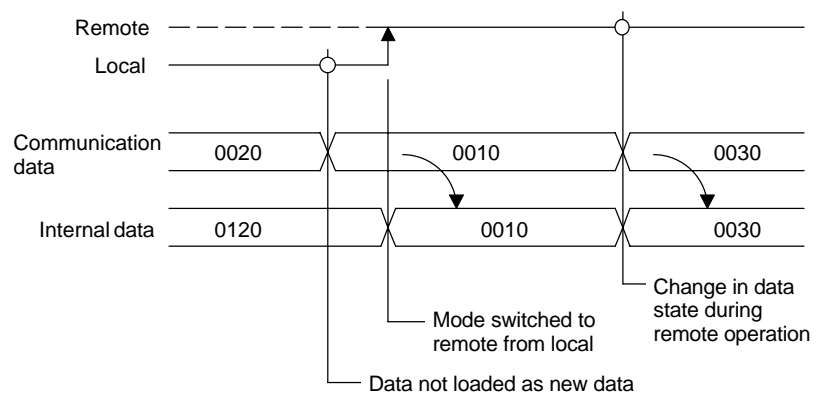 Remote
Local
Communication
data
0020
0010
0030
Internal data
0120
0010
0030
Change in data
state during
remote operation
Mode switched to
remote from local
Data not loaded as new data